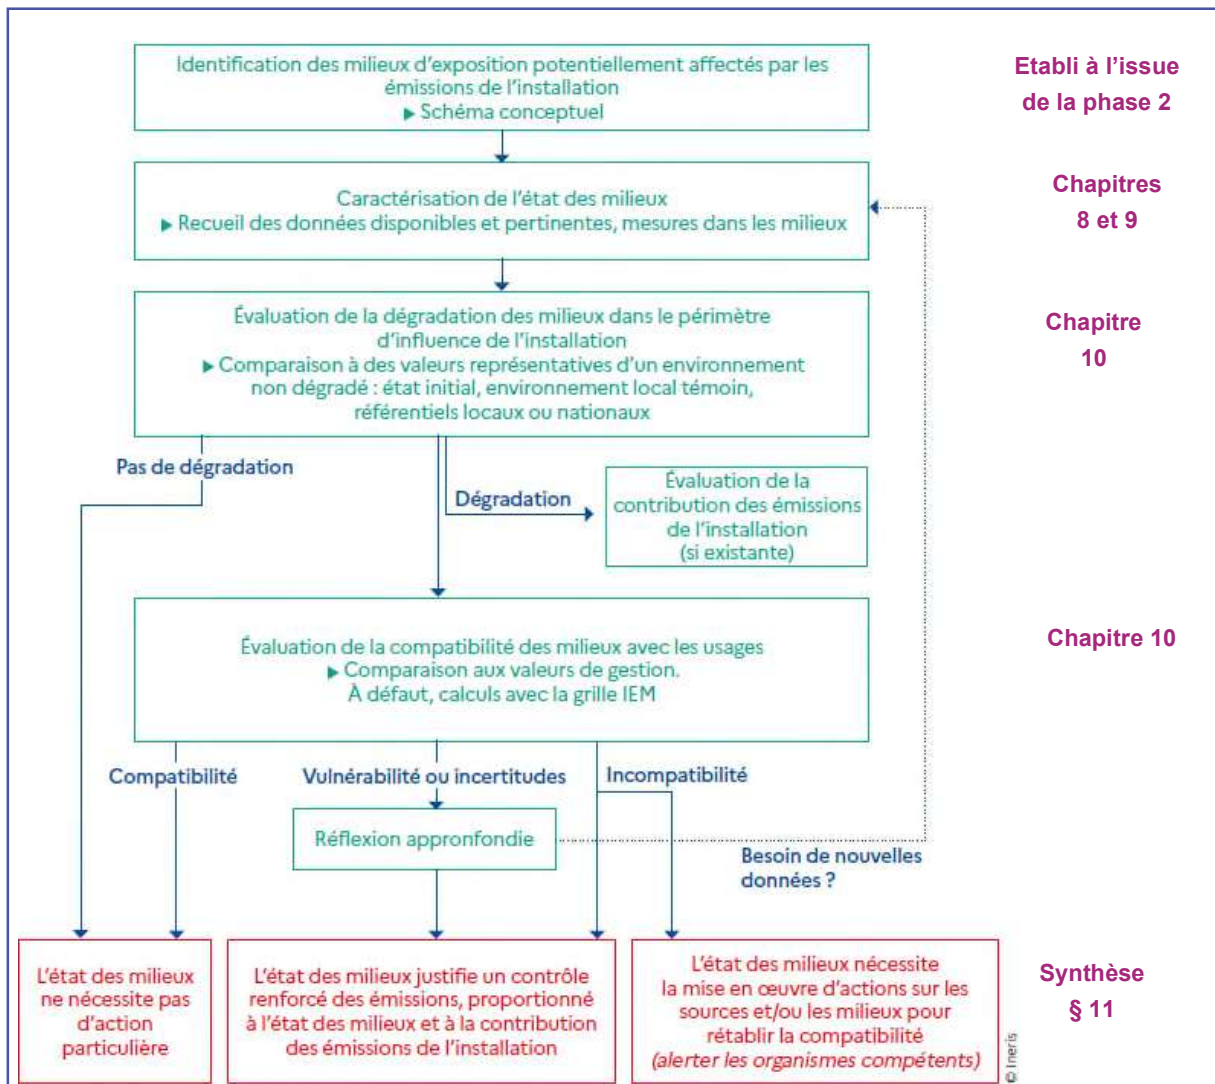 Identification des milieux d'exposition potentiellement affectés par les
émissions de l'installation
▶ Schéma conceptuel
Etabli à l'issue
de la phase 2
Caractérisation de l'état des milieux
▶ Recueil des données disponibles et pertinentes, mesures dans les milieux
Chapitres
8 et 9
Évaluation de la dégradation des milieux dans le périmètre
d'influence de l'installation
▶ Comparaison à des valeurs représentatives d'un environnement
non dégradé : état initial, environnement local témoin,
référentiels locaux ou nationaux
Chapitre
10
Pas de dégradation
Dégradation
Évaluation de la
contribution des émissions
de l'installation
(si existante)
Évaluation de la compatibilité des milieux avec les usages
▶ Comparaison aux valeurs de gestion.
À défaut, calculs avec la grille IEM
Chapitre 10
Compatibilité
Vulnérabilité ou incertitudes
Incompatibilité
Réflexion appronfondie
Besoin de nouvelles
données ?
L'état des milieux
ne nécessite pas
d'action
particulière
L'état des milieux justifie un contrôle
renforcé des émissions, proportionné
à l'état des milieux et à la contribution
des émissions de l'installation
L'état des milieux nécessite
la mise en œuvre d'actions sur les
sources et/ou les milieux pour
rétablir la compatibilité
(alerter les organismes compétents)
© Ineris
Synthèse
§ 11